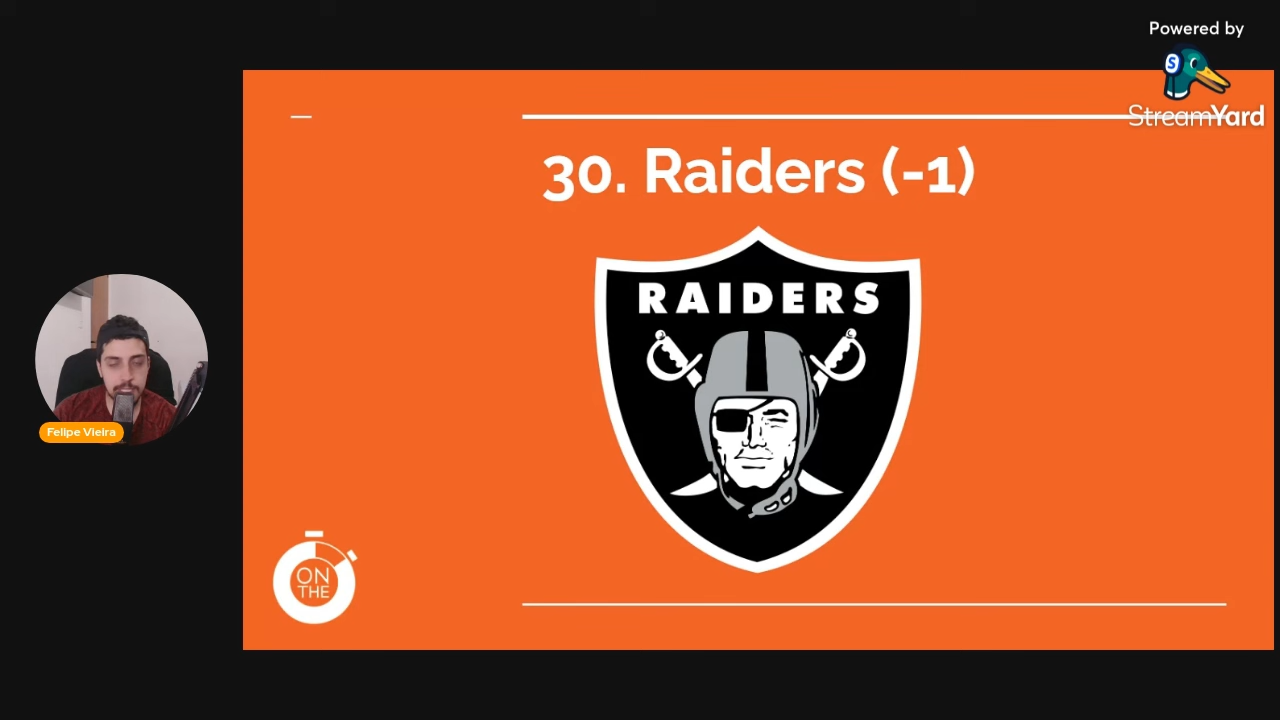 Powered by
S
StreamYard
30. Raiders (-1)
RAIDERS
Felipe Vieira
ON
THE